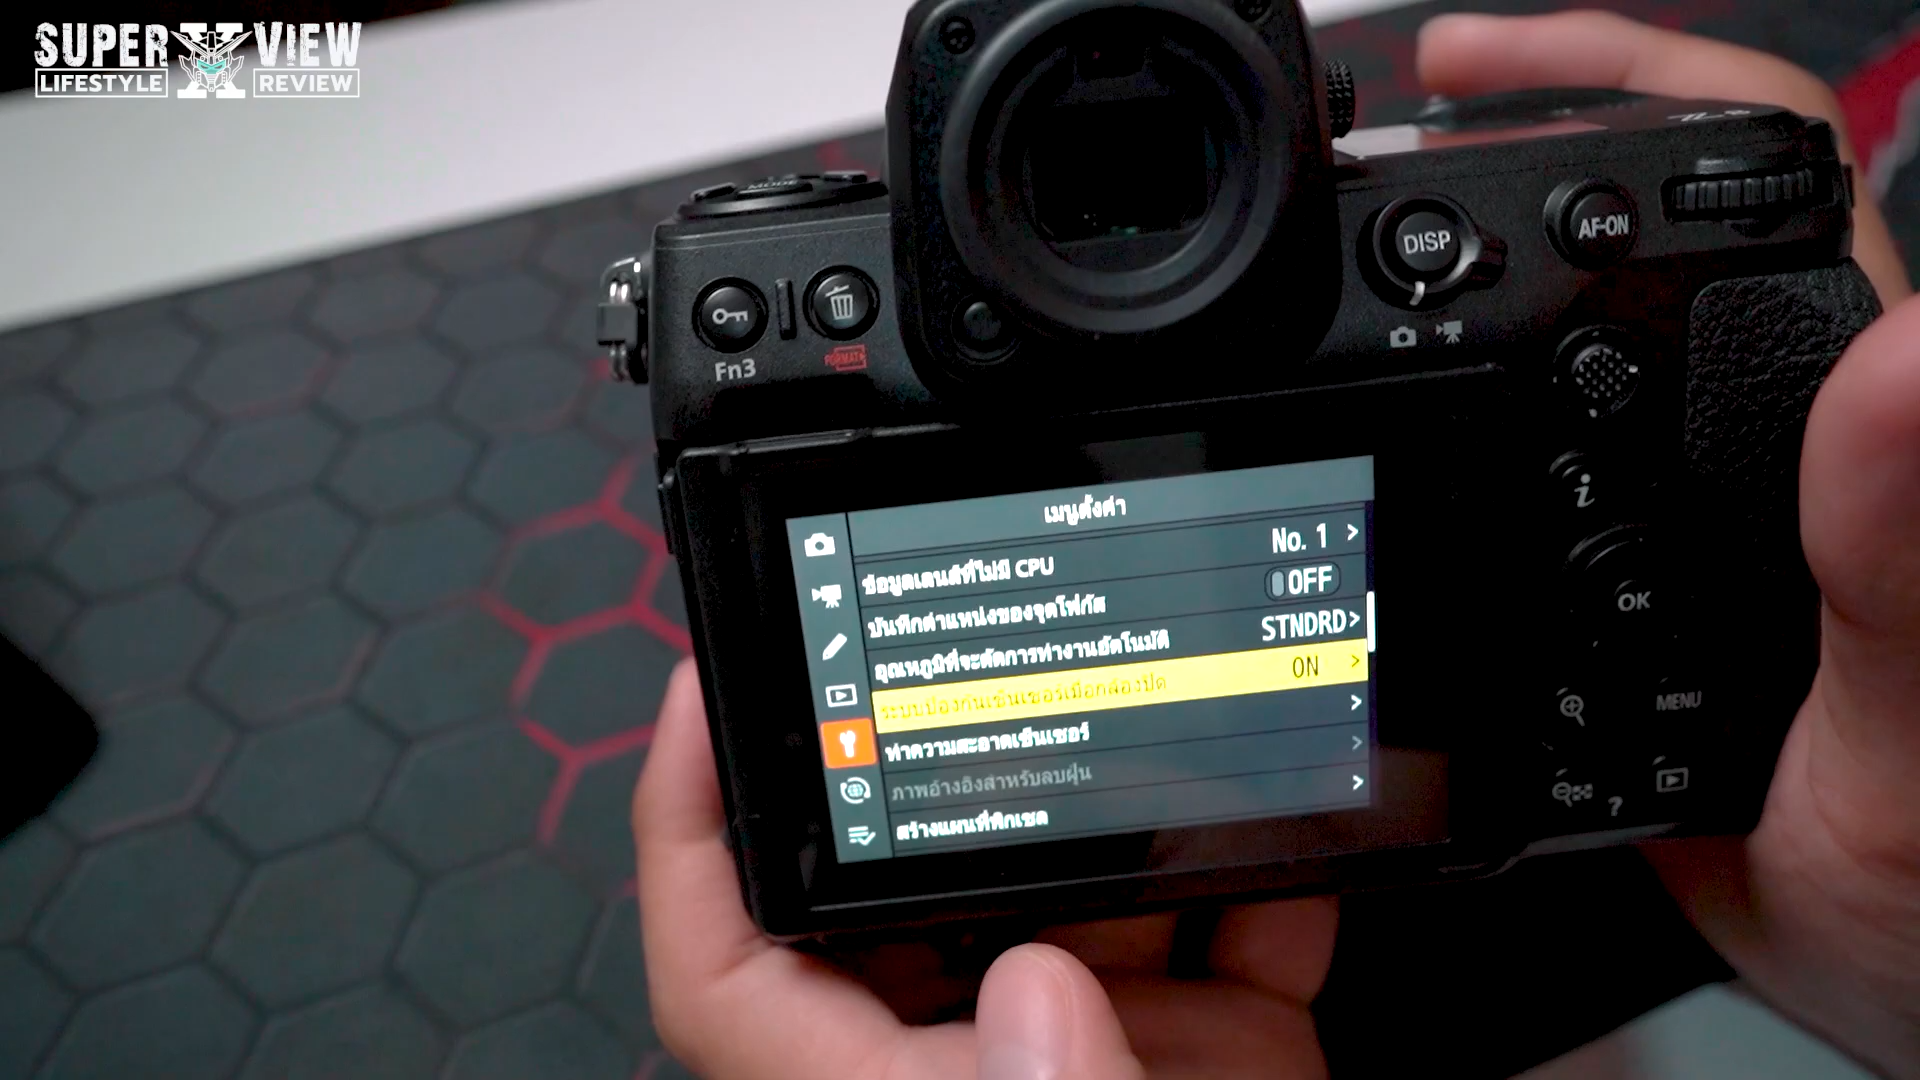 SUPER X VIEW
LIFESTYLE REVIEW
Z 8
MODE
DISP
AF-ON
Fn3
FORMAT
i
OK
MENU
?
เมนูตั้งค่า
ข้อมูลเลนส์ที่ไม่มี CPU No. 1 >
บันทึกตำแหน่งของจุดโฟกัส OFF
อุณหภูมิที่จะตัดการทำงานอัตโนมัติ STNDRD >
ระบบป้องกันเซ็นเซอร์เมื่อกล้องปิด ON >
ทำความสะอาดเซ็นเซอร์ >
ภาพอ้างอิงสำหรับลบฝุ่น >
สร้างแผนที่พิกเซล >